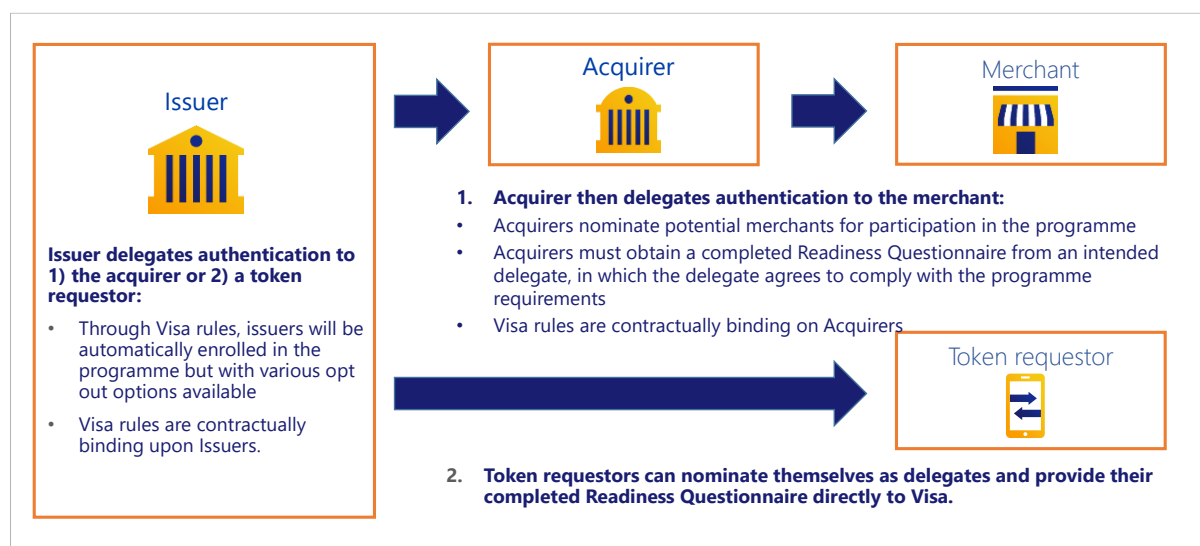 Issuer
Issuer delegates authentication to
1) the acquirer or 2) a token
requestor:
• Through Visa rules, issuers will be
automatically enrolled in the
programme but with various opt
out options available
• Visa rules are contractually
binding upon Issuers.
Acquirer
Merchant
1. Acquirer then delegates authentication to the merchant:
• Acquirers nominate potential merchants for participation in the programme
• Acquirers must obtain a completed Readiness Questionnaire from an intended
delegate, in which the delegate agrees to comply with the programme
requirements
• Visa rules are contractually binding on Acquirers
Token requestor
2. Token requestors can nominate themselves as delegates and provide their
completed Readiness Questionnaire directly to Visa.